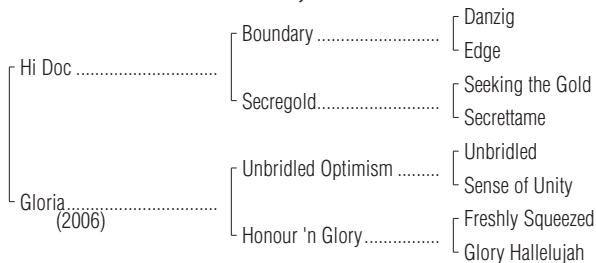 Danzig
Boundary ..........................
Edge
Hi Doc ..............................
Seeking the Gold
Secregold..........................
Secrettame
Unbridled
Unbridled Optimism .........
Sense of Unity
Gloria................................
(2006)
Freshly Squeezed
Honour 'n Glory................
Glory Hallelujah